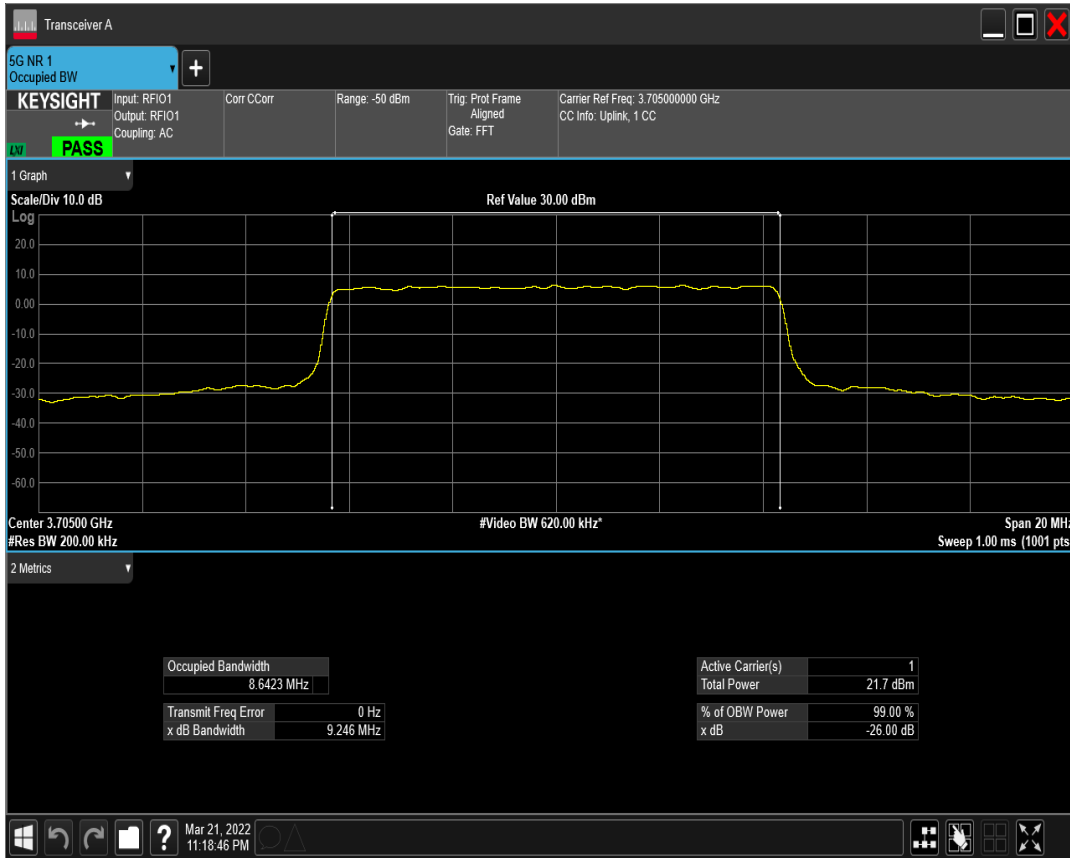 Transceiver A
5G NR 1
Occupied BW
+
KEYSIGHT
LXI
PASS
Input: RFIO1
Output: RFIO1
Coupling: AC
Corr CCorr
Range: -50 dBm
Trig: Prot Frame
Aligned
Gate: FFT
Carrier Ref Freq: 3.705000000 GHz
CC Info: Uplink, 1 CC
1 Graph
Scale/Div 10.0 dB
Ref Value 30.00 dBm
Log
20.0
10.0
0.00
-10.0
-20.0
-30.0
-40.0
-50.0
-60.0
Center 3.70500 GHz
#Video BW 620.00 kHz*
Span 20 MHz
#Res BW 200.00 kHz
Sweep 1.00 ms (1001 pts
2 Metrics
Occupied Bandwidth
8.6423 MHz
Transmit Freq Error 0 Hz
x dB Bandwidth 9.246 MHz
Active Carrier(s) 1
Total Power 21.7 dBm
% of OBW Power 99.00 %
x dB -26.00 dB
?
Mar 21, 2022
11:18:46 PM